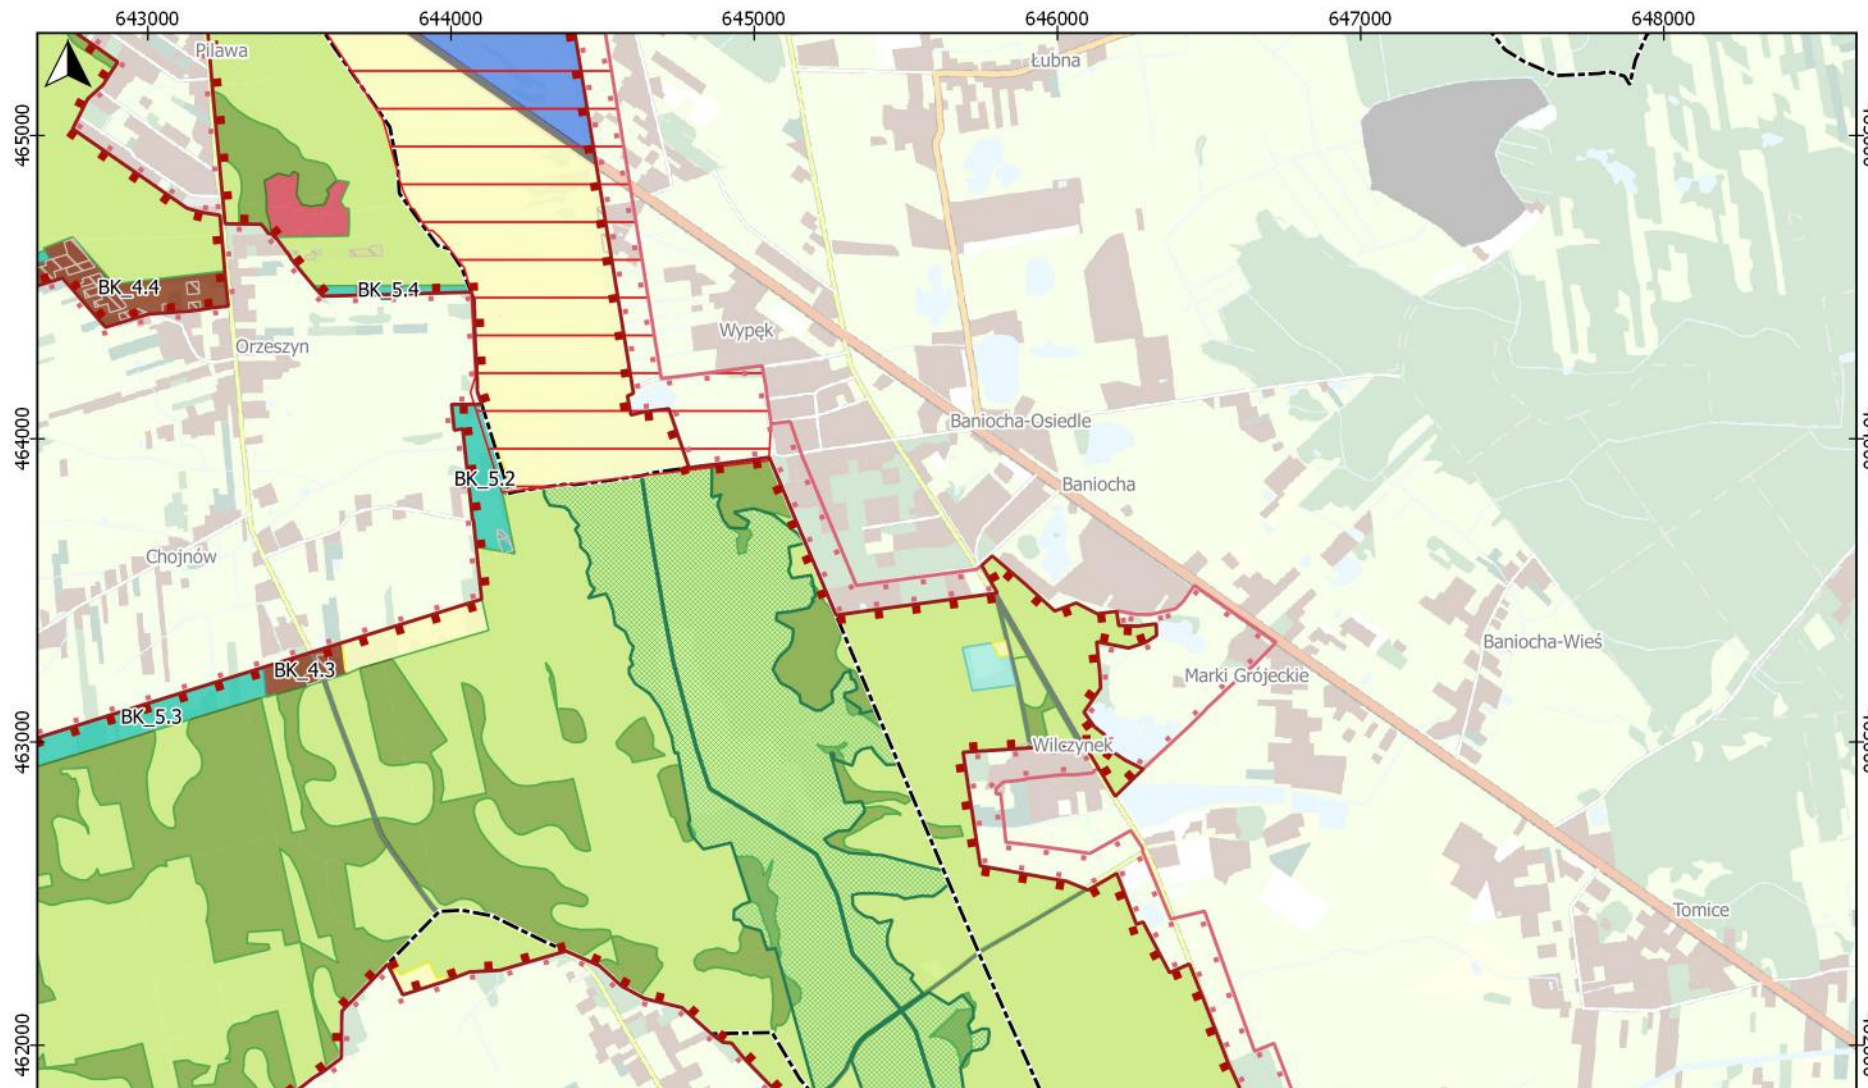 643000 644000 645000 646000 647000 648000
Pilawa
Łubna
465000
BK_4.4
BK_5.4
Wypęk
Orzeszyn
Baniocha-Osiedle
464000
BK_5.2
Baniocha
Chojnów
Baniocha-Wieś
BK_4.3
Marki Grójeckie
BK_5.3
463000
Wilczynek
Tomice
462000